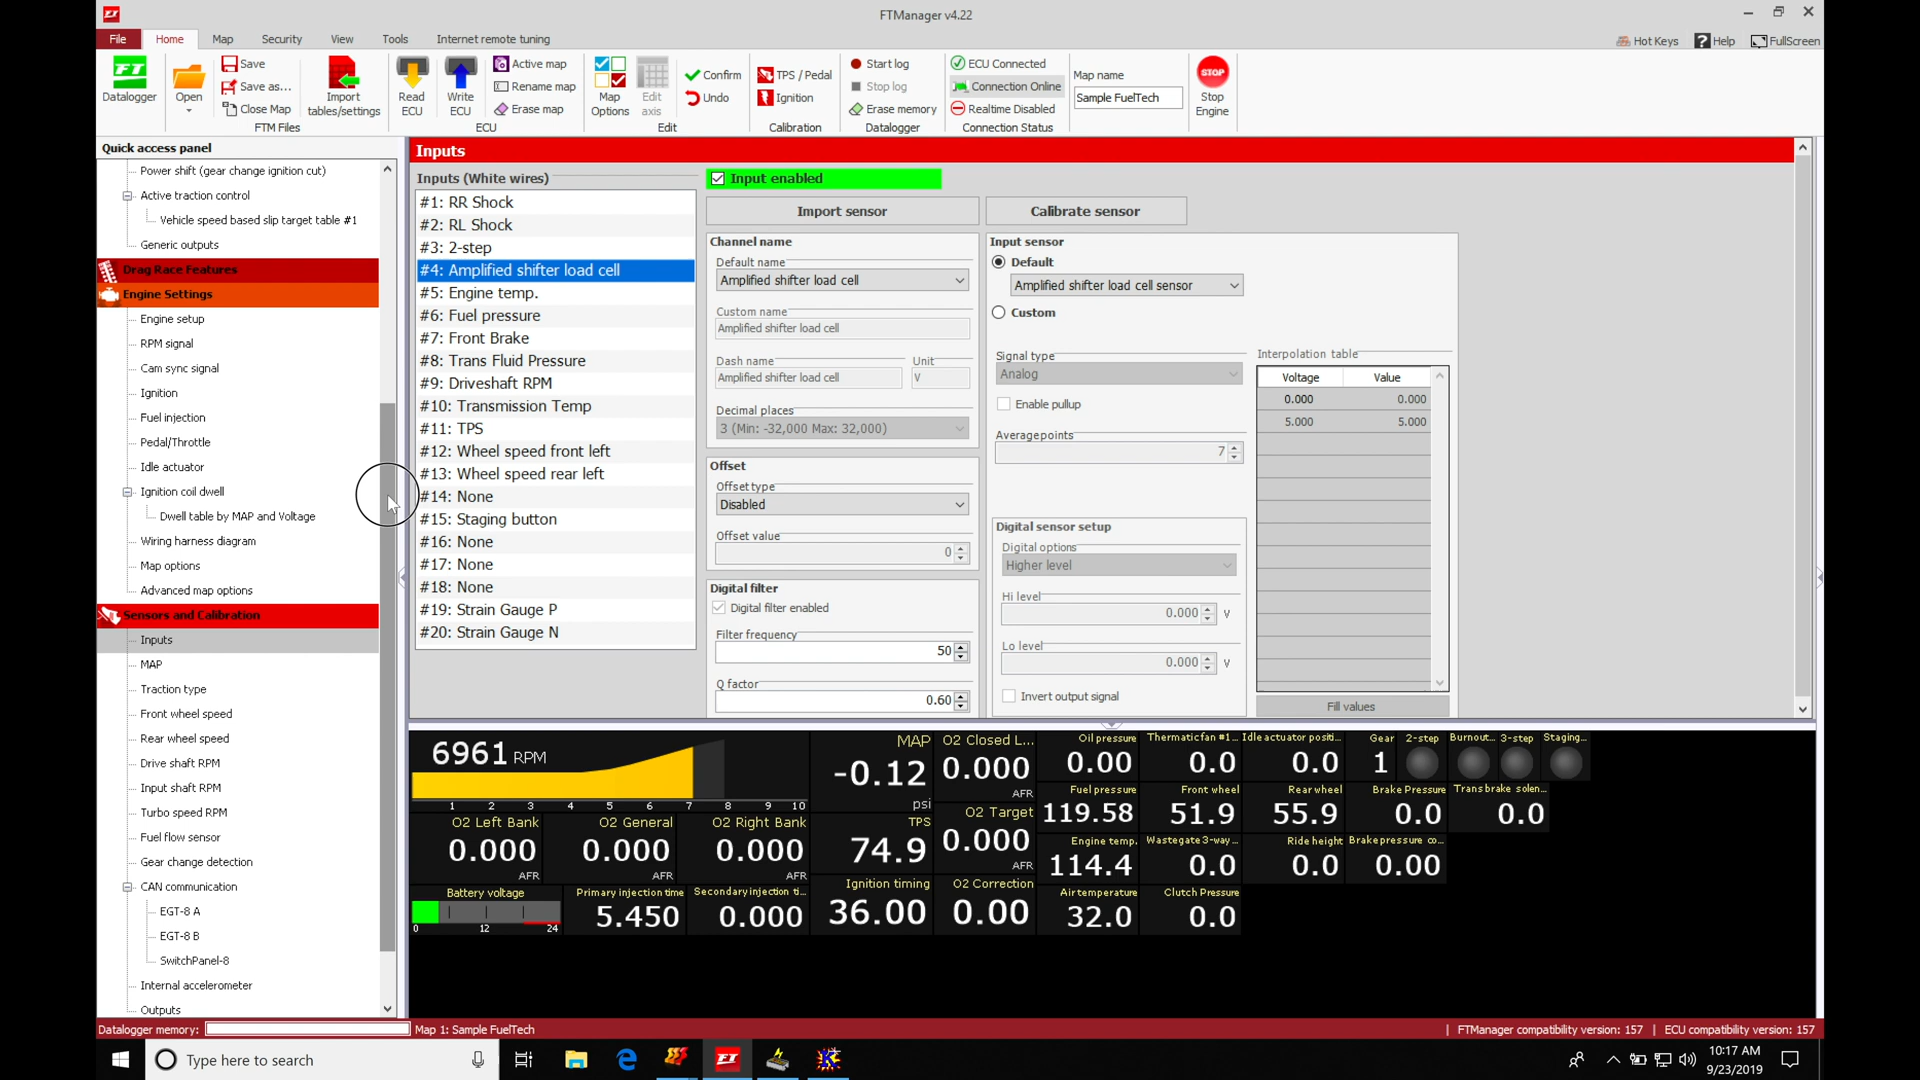 FTManager v4.22
File Home Map Security View Tools Internet remote tuning Hot Keys Help FullScreen
Datalogger
Open
Save
Save as...
Close Map
FTM Files
Import tables/settings
Read ECU
Write ECU
Active map
Rename map
Erase map
ECU
Map Options
Edit axis
Confirm
Undo
Edit
TPS / Pedal
Ignition
Calibration
Start log
Stop log
Erase memory
Datalogger
ECU Connected
Connection Online
Realtime Disabled
Connection Status
Map name
Sample FuelTech
STOP
Stop Engine
Quick access panel
Power shift (gear change ignition cut)
Active traction control
Vehicle speed based slip target table #1
Generic outputs
Drag Race Features
Engine Settings
Engine setup
RPM signal
Cam sync signal
Ignition
Fuel injection
Pedal/Throttle
Idle actuator
Ignition coil dwell
Dwell table by MAP and Voltage
Wiring harness diagram
Map options
Advanced map options
Sensors and Calibration
Inputs
MAP
Traction type
Front wheel speed
Rear wheel speed
Drive shaft RPM
Input shaft RPM
Turbo speed RPM
Fuel flow sensor
Gear change detection
CAN communication
EGT-8 A
EGT-8 B
SwitchPanel-8
Internal accelerometer
Outputs
Inputs
Inputs (White wires)
#1: RR Shock
#2: RL Shock
#3: 2-step
#4: Amplified shifter load cell
#5: Engine temp.
#6: Fuel pressure
#7: Front Brake
#8: Trans Fluid Pressure
#9: Driveshaft RPM
#10: Transmission Temp
#11: TPS
#12: Wheel speed front left
#13: Wheel speed rear left
#14: None
#15: Staging button
#16: None
#17: None
#18: None
#19: Strain Gauge P
#20: Strain Gauge N
Input enabled
Import sensor
Calibrate sensor
Channel name
Default name
Amplified shifter load cell
Custom name
Amplified shifter load cell
Dash name Unit
Amplified shifter load cell V
Decimal places
3 (Min: -32,000 Max: 32,000)
Offset
Offset type
Disabled
Offset value
0
Digital filter
Digital filter enabled
Filter frequency
50
Q factor
0.60
Input sensor
Default
Amplified shifter load cell sensor
Custom
Signal type
Analog
Enable pullup
Average points
7
Digital sensor setup
Digital options
Higher level
Hi level
0.000 V
Lo level
0.000 V
Invert output signal
Interpolation table
Voltage Value
0.000 0.000
5.000 5.000
Fill values
6961 RPM
1 2 3 4 5 6 7 8 9 10
MAP
-0.12
psi
O2 Closed L...
0.000
AFR
Oil pressure
0.00
Thermatic fan #1...
0.0
Idle actuator positi...
0.0
Gear
1
2-step
Burnout...
3-step
Staging...
Fuel pressure
119.58
Front wheel
51.9
Rear wheel
55.9
Brake Pressure
0.0
Trans brake solen...
0.0
O2 Left Bank
0.000
AFR
O2 General
0.000
AFR
O2 Right Bank
0.000
AFR
TPS
74.9
O2 Target
0.000
AFR
Engine temp.
114.4
Wastegate 3-way...
0.0
Ride height
0.0
Brake pressure co...
0.00
Battery voltage
0 12 24
Primary injection time
5.450
Secondary injection ti...
0.000
Ignition timing
36.00
O2 Correction
0.00
Air temperature
32.0
Clutch Pressure
0.0
Datalogger memory: Map 1: Sample FuelTech | FTManager compatibility version: 157 | ECU compatibility version: 157
Type here to search
10:17 AM
9/23/2019